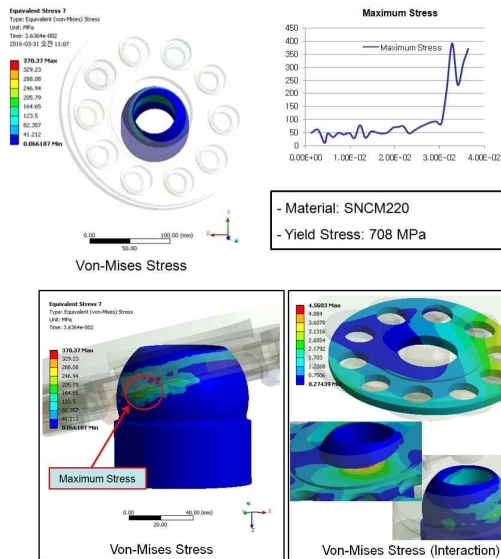 Equivalent Stress 7
Type: Equivalent (von-Mises) Stress
Unit: MPa
Time: 3.6364e-002
2016-03-31 오전 11:07
370.37 Max
329.23
288.08
246.94
205.79
164.65
123.5
82.357
41.212
0.066187 Min
Y
X
0.00
100.00 (mm)
50.00
Von-Mises Stress
Maximum Stress
450
400
350
300
250
200
150
100
50
0
Maximum Stress
0.00E+00
1.00E-02
2.00E-02
3.00E-02
4.00E-02
- Material: SNCM220
- Yield Stress: 708 MPa
Equivalent Stress 7
Type: Equivalent (von-Mises) Stress
Unit: MPa
Time: 3.6364e-002
370.37 Max
329.23
288.08
246.94
205.79
164.65
123.5
82.357
41.212
0.066187 Min
Maximum Stress
0.00
40.00 (mm)
20.00
X
Z
Von-Mises Stress
4.5603 Max
4.084
3.6078
3.1316
2.6554
2.1792
1.703
1.2268
0.7506
0.27439 Min
Von-Mises Stress (Interaction)